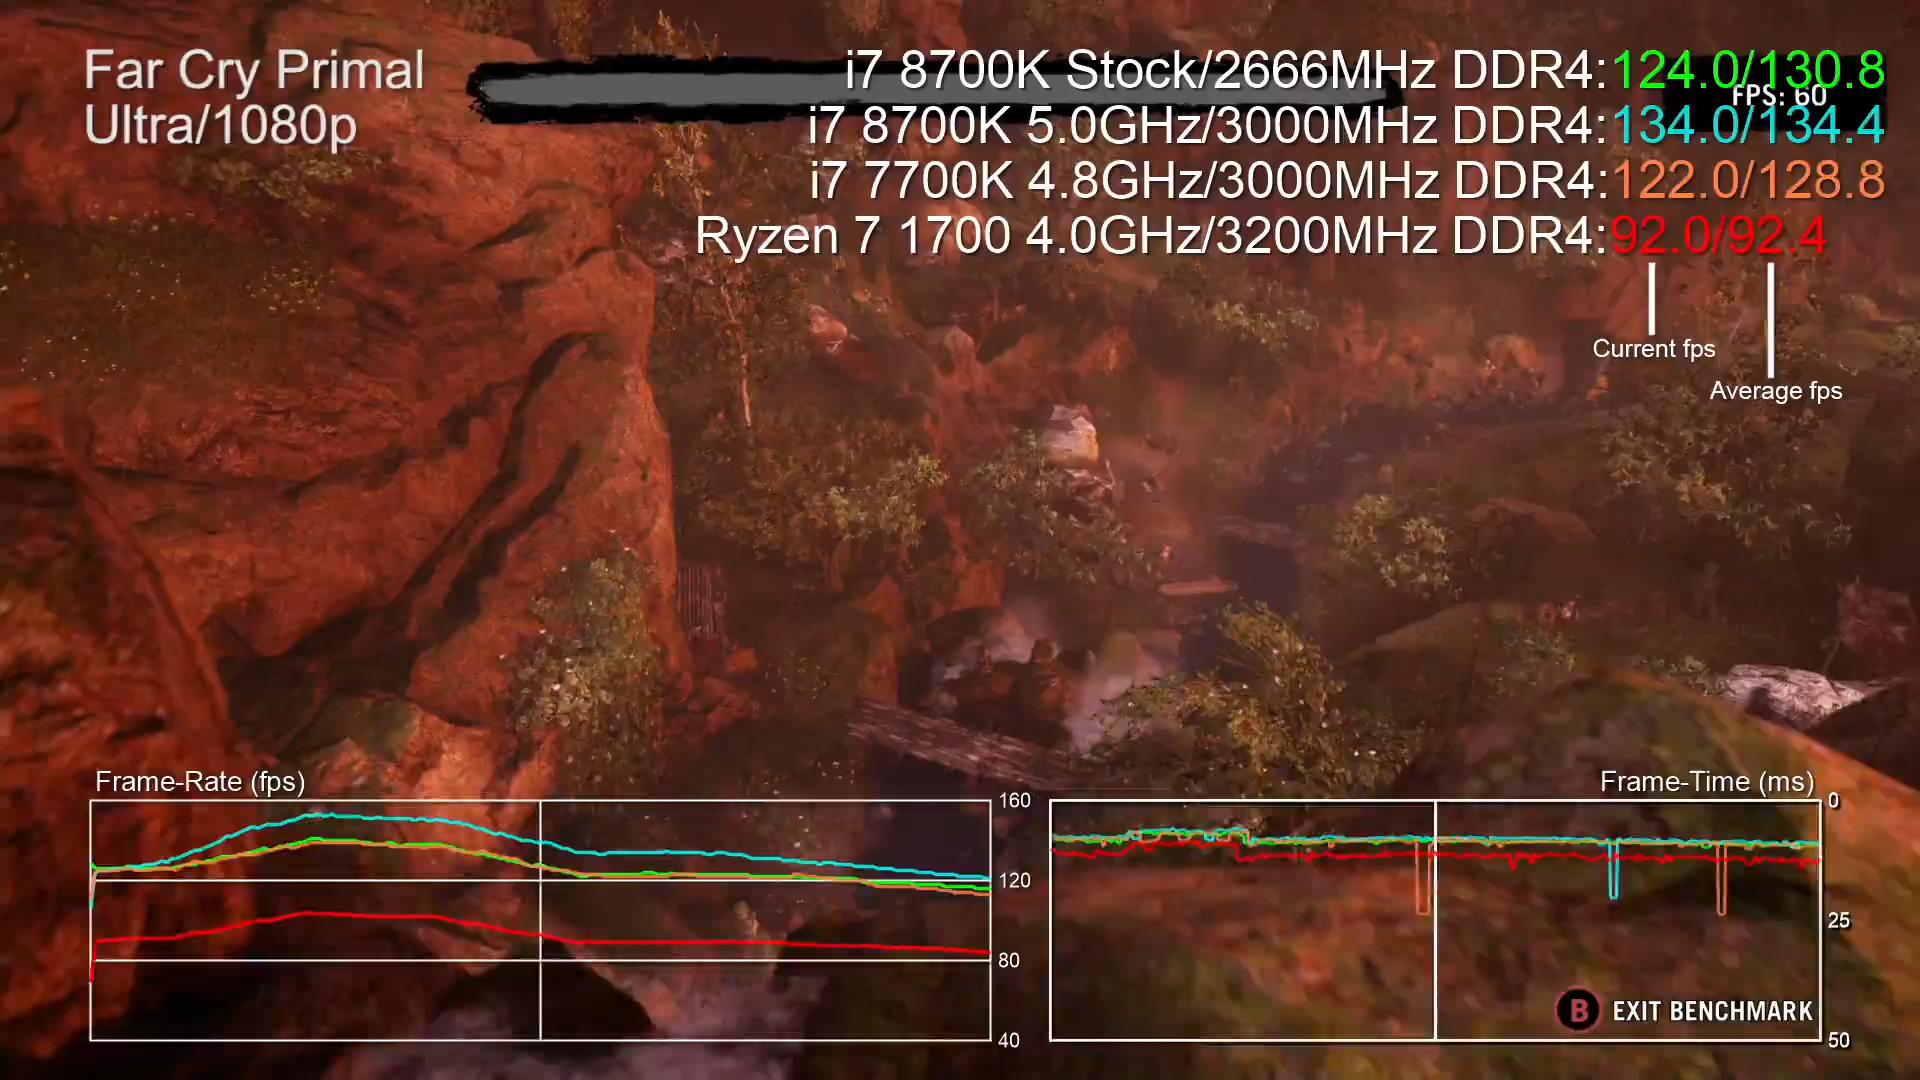 Far Cry Primal
Ultra/1080p
i7 8700K Stock/2666MHz DDR4:124.0/130.8
FPS: 60
i7 8700K 5.0GHz/3000MHz DDR4:134.0/134.4
i7 7700K 4.8GHz/3000MHz DDR4:122.0/128.8
Ryzen 7 1700 4.0GHz/3200MHz DDR4:92.0/92.4
Current fps
Average fps
Frame-Rate (fps)
160
120
80
40
Frame-Time (ms)
0
25
50
B EXIT BENCHMARK